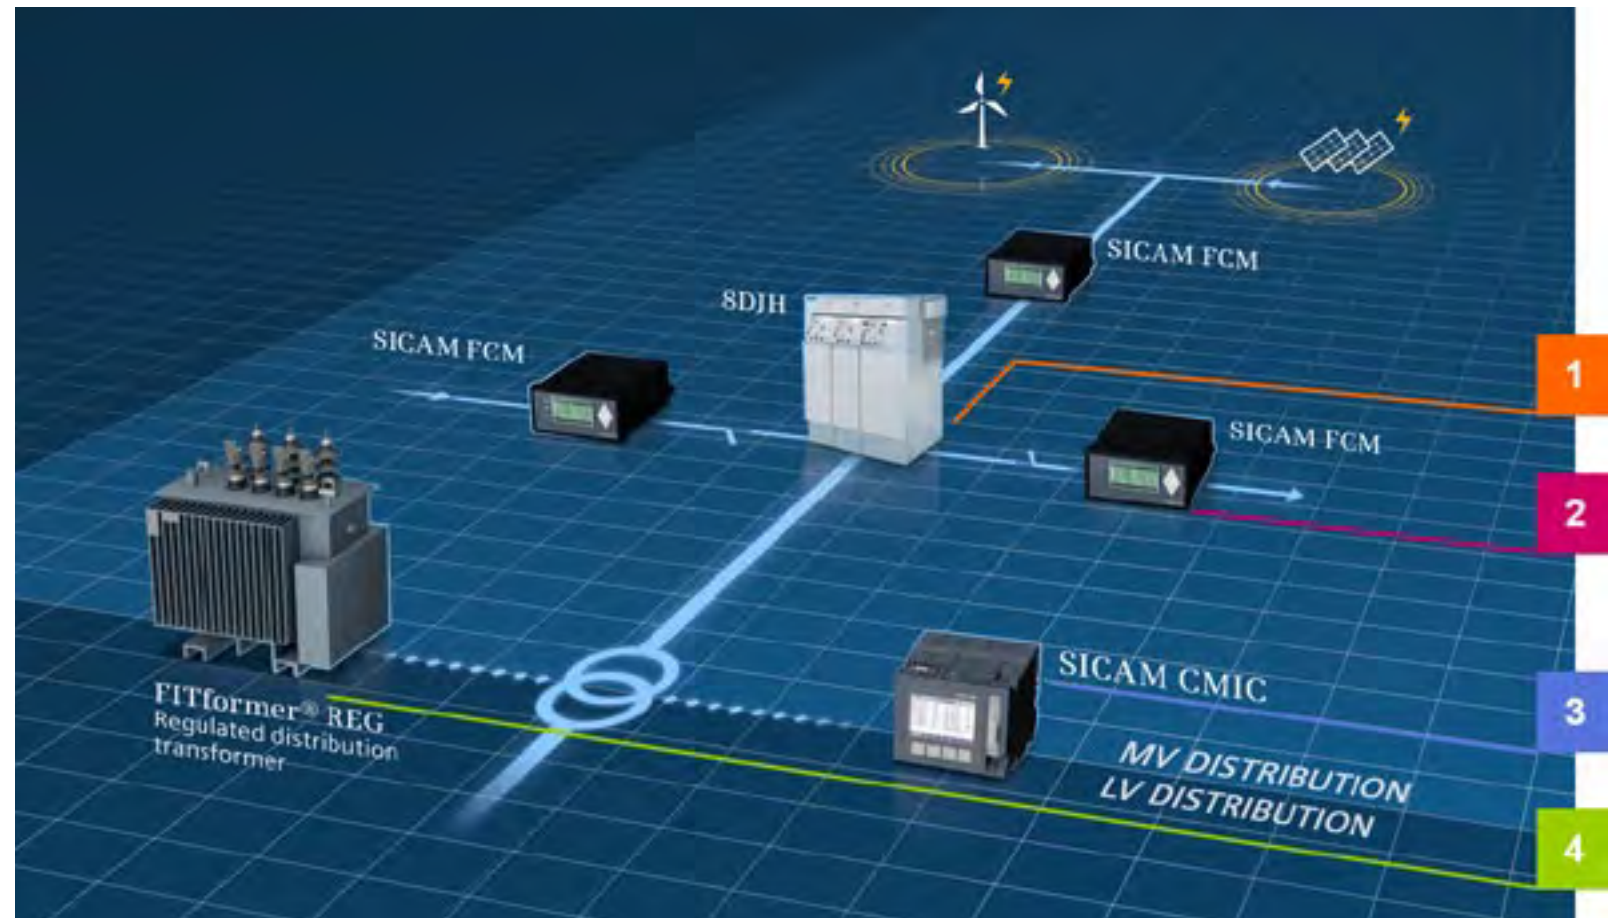 SICAM FCM
8DJH
SICAM FCM
1
SICAM FCM
2
SICAM CMIC
3
FITformer® REG
Regulated distribution
transformer
MV DISTRIBUTION
LV DISTRIBUTION
4